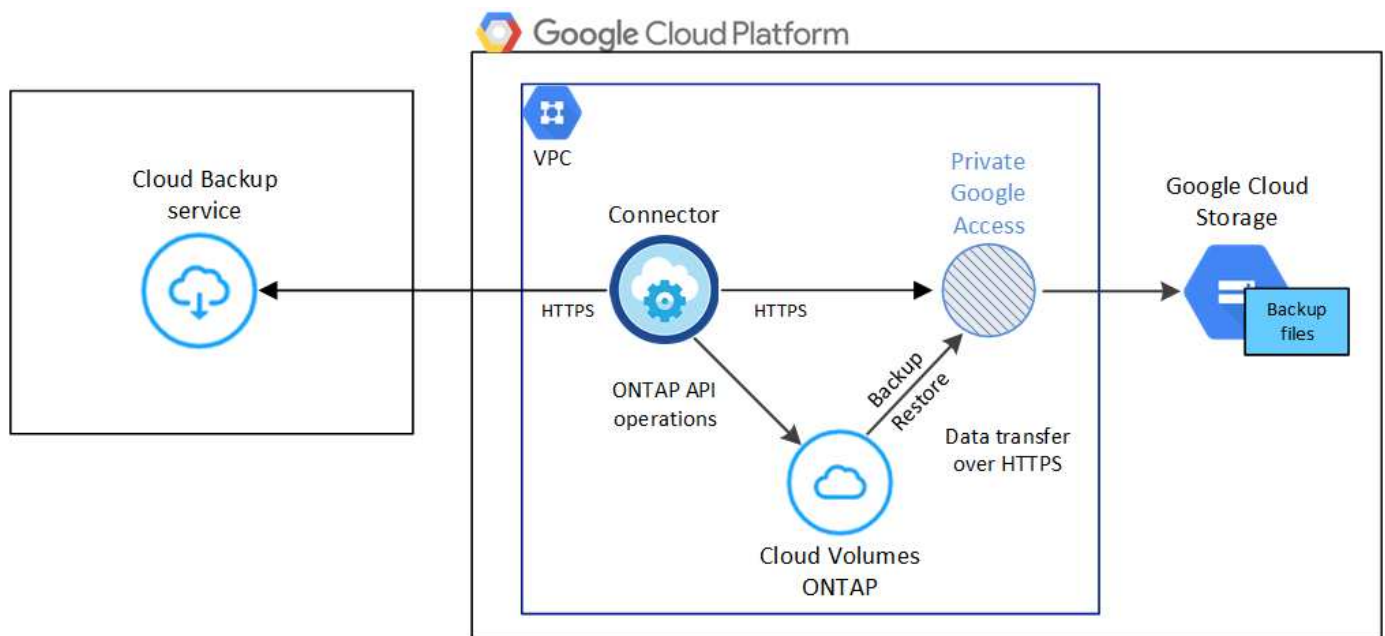 Google Cloud Platform
VPC
Cloud Backup
service
Connector
Private
Google
Access
Google Cloud
Storage
HTTPS
HTTPS
Backup
files
ONTAP API
operations
Backup
Restore
Data transfer
over HTTPS
Cloud Volumes
ONTAP